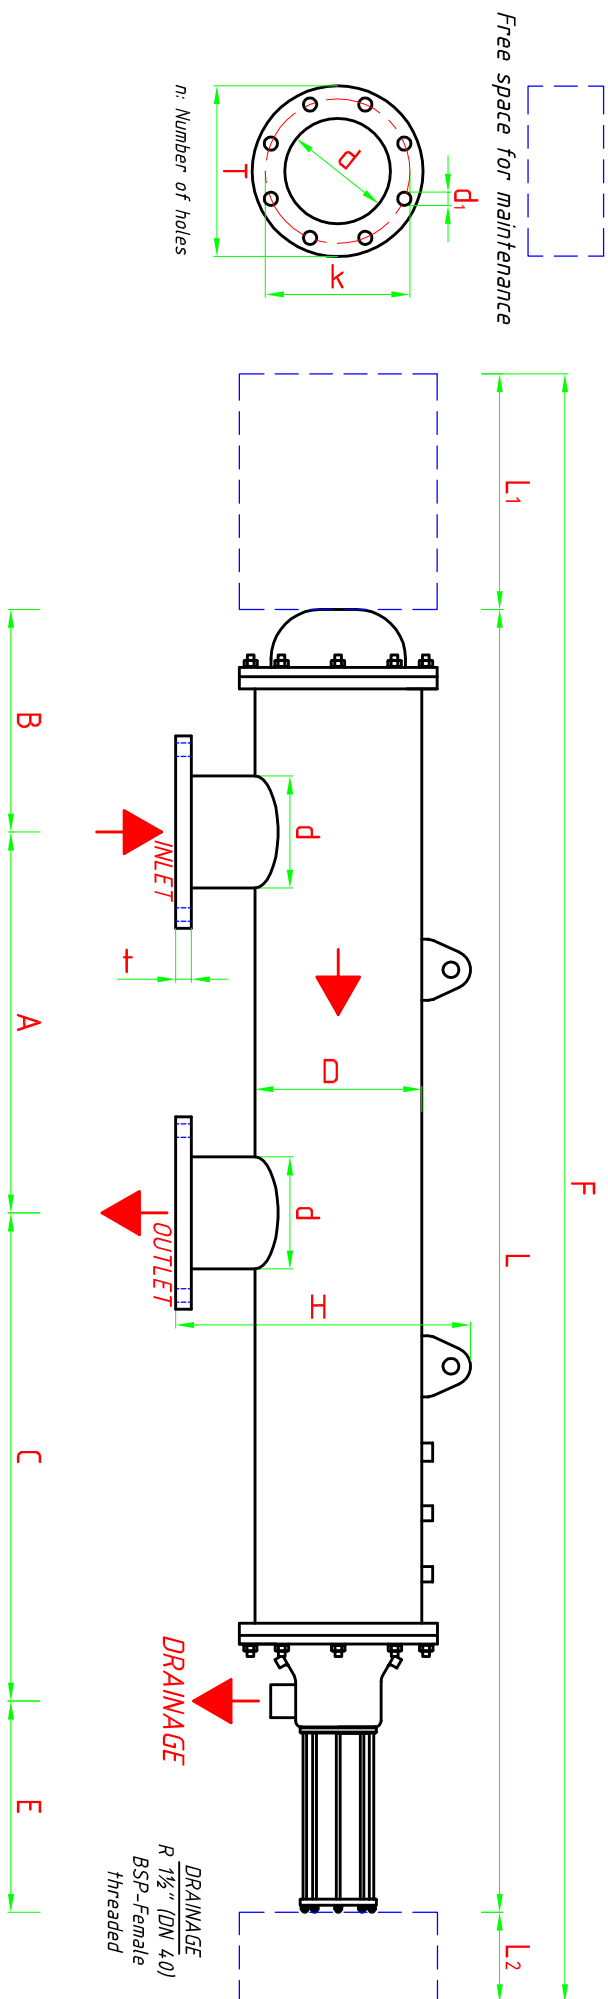 Free space for maintenance
d
d₁
T
k
n: Number of holes
F
L₁
L
L₂
d
INLET
t
D
d
OUTLET
H
DRAINAGE
B
A
C
E
DRAINAGE
R 1½" (DN 40)
BSP-Female
threaded